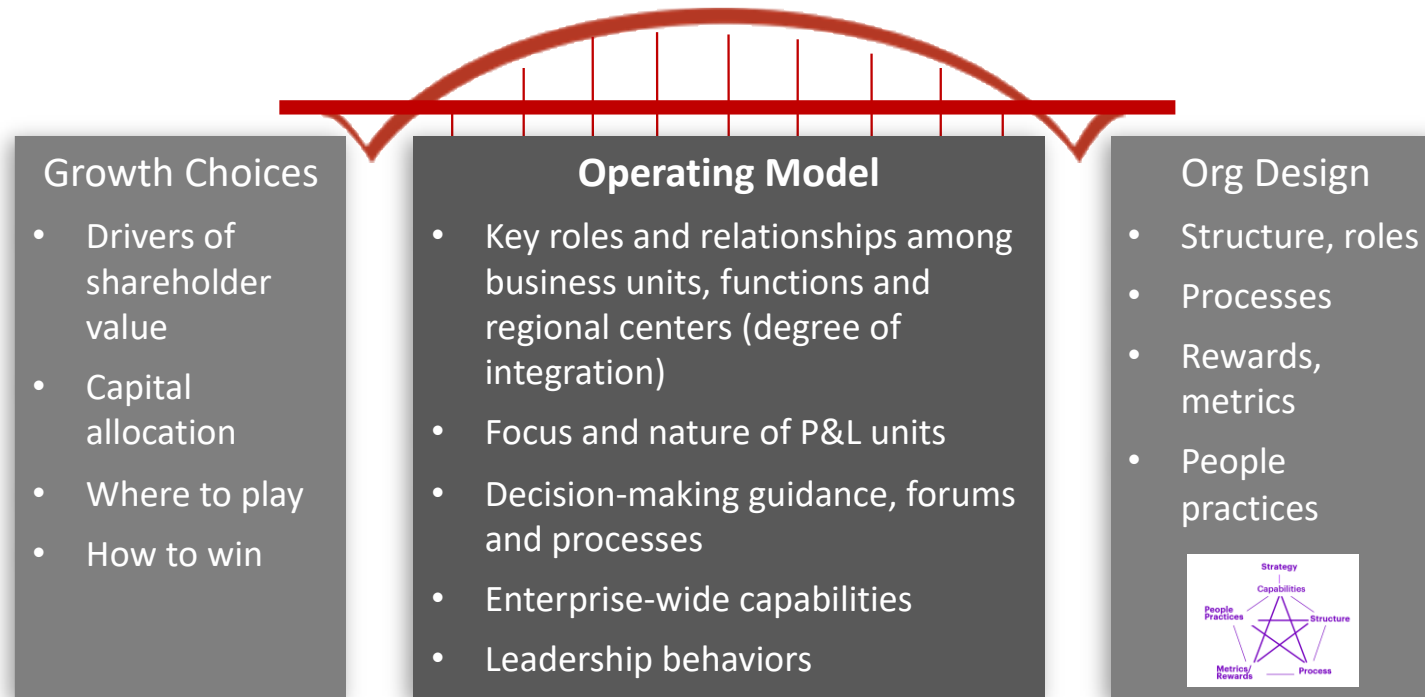 Growth Choices
• Drivers of
shareholder
value
• Capital
allocation
• Where to play
• How to win
Operating Model
• Key roles and relationships among
business units, functions and
regional centers (degree of
integration)
• Focus and nature of P&L units
• Decision-making guidance, forums
and processes
• Enterprise-wide capabilities
• Leadership behaviors
Org Design
• Structure, roles
• Processes
• Rewards,
metrics
• People
practices
Strategy
Capabilities
People
Practices
Structure
Metrics/
Rewards
Process